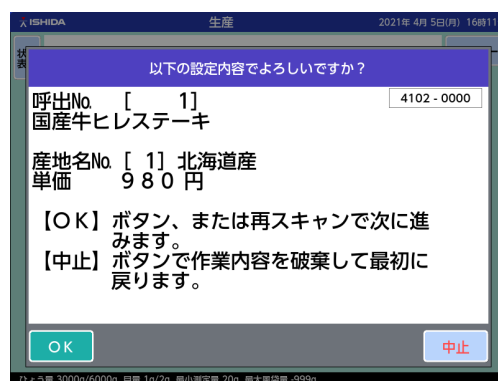 ISHIDA 生産 2021年 4月 5日(月) 16時11
状
表
以下の設定内容でよろしいですか？
呼出No. [ 1] 4102 - 0000
国産牛ヒレステーキ
産地名No. [ 1] 北海道産
単価 980円
【OK】ボタン、または再スキャンで次に進
みます。
【中止】ボタンで作業内容を破棄して最初に
戻ります。
OK 中止
ひょう量 3000g/6000g 目量 1g/2g 最小測定量 20g 最大風袋量 -999g